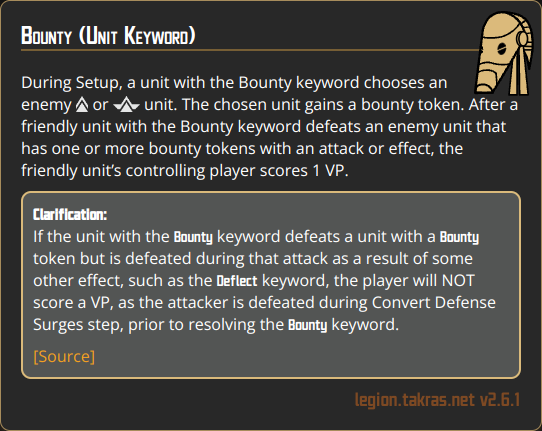 Bounty (Unit Keyword)
During Setup, a unit with the Bounty keyword chooses an
enemy or unit. The chosen unit gains a bounty token. After a
friendly unit with the Bounty keyword defeats an enemy unit that
has one or more bounty tokens with an attack or effect, the
friendly unit’s controlling player scores 1 VP.
Clarification:
If the unit with the Bounty keyword defeats a unit with a Bounty
token but is defeated during that attack as a result of some
other effect, such as the Deflect keyword, the player will NOT
score a VP, as the attacker is defeated during Convert Defense
Surges step, prior to resolving the Bounty keyword.
[Source]
legion.takras.net v2.6.1